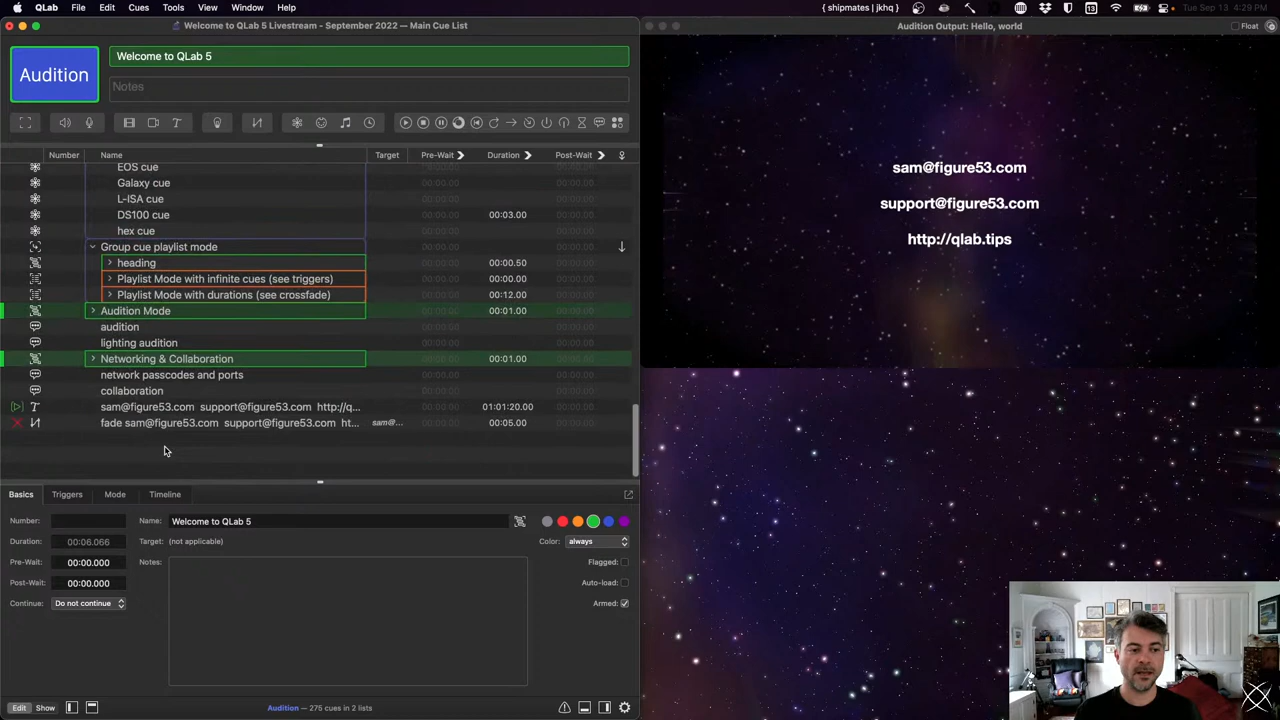 QLab File Edit Cues Tools View Window Help
{ shipmates | jkhq } 13 Tue Sep 13 4:29 PM
Welcome to QLab 5 Livestream - September 2022 — Main Cue List
Audition Output: Hello, world
Float
Audition
Welcome to QLab 5
Notes
Number Name Target Pre-Wait Duration Post-Wait
EOS cue
Galaxy cue
L-ISA cue
DS100 cue 00:03.00
hex cue
Group cue playlist mode
heading 00:00.50
Playlist Mode with infinite cues (see triggers) 00:00.00
Playlist Mode with durations (see crossfade) 00:12.00
Audition Mode 00:01.00
audition
lighting audition
Networking & Collaboration 00:01.00
network passcodes and ports
collaboration
sam@figure53.com support@figure53.com http://q... 01:01:20.00
fade sam@figure53.com support@figure53.com ht... sam@... 00:05.00
sam@figure53.com
support@figure53.com
http://qlab.tips
Basics Triggers Mode Timeline
Number: Name: Welcome to QLab 5
Duration: 00:06.066 Target: (not applicable) Color: always
Pre-Wait: 00:00.000 Notes: Flagged:
Post-Wait: 00:00.000 Auto-load:
Continue: Do not continue Armed:
Edit Show Audition — 275 cues in 2 lists